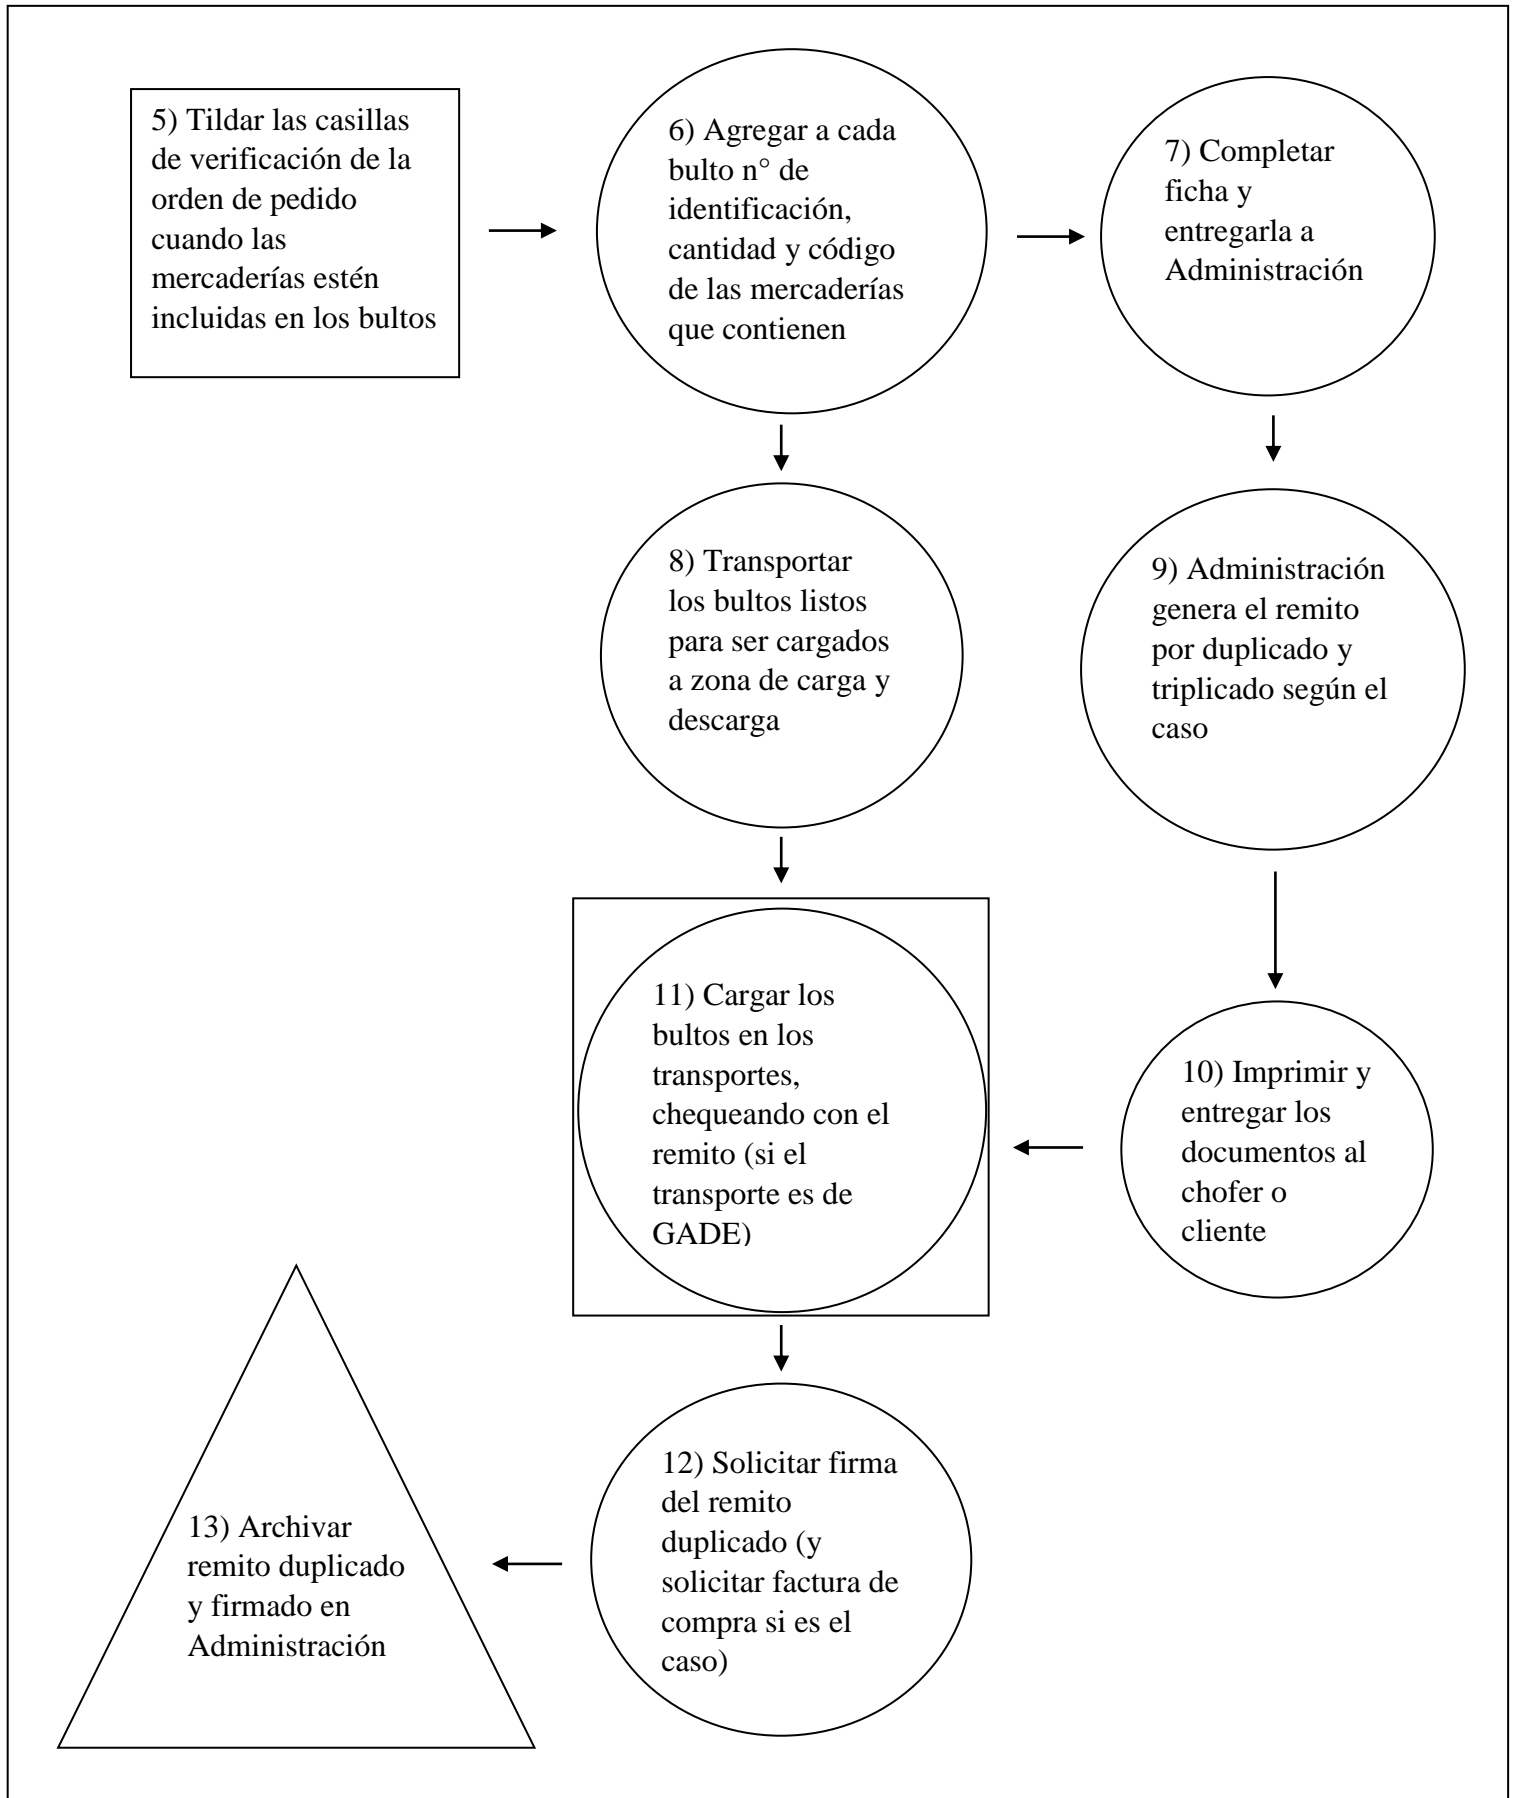 5) Tildar las casillas
de verificación de la
orden de pedido
cuando las
mercaderías estén
incluidas en los bultos
6) Agregar a cada
bulto n° de
identificación,
cantidad y código
de las mercaderías
que contienen
7) Completar
ficha y
entregarla a
Administración
8) Transportar
los bultos listos
para ser cargados
a zona de carga y
descarga
9) Administración
genera el remito
por duplicado y
triplicado según el
caso
10) Imprimir y
entregar los
documentos al
chofer o
cliente
11) Cargar los
bultos en los
transportes,
chequeando con el
remito (si el
transporte es de
GADE)
12) Solicitar firma
del remito
duplicado (y
solicitar factura de
compra si es el
caso)
13) Archivar
remito duplicado
y firmado en
Administración